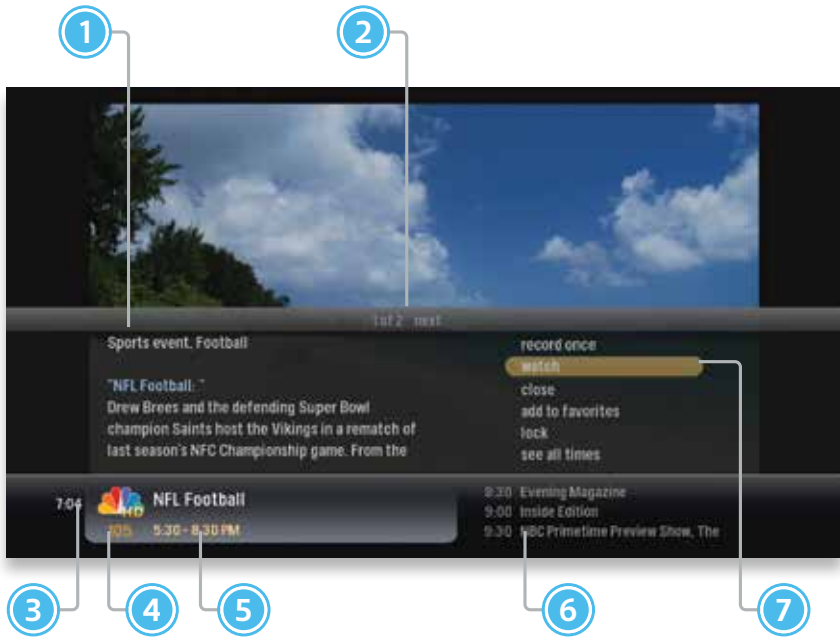 1
2
1 of 2 next
Sports event. Football
"NFL Football: "
Drew Brees and the defending Super Bowl
champion Saints host the Vikings in a rematch of
last season's NFC Championship game. From the
record once
watch
close
add to favorites
lock
see all times
7:04
HD
NFL Football
105
5:30 - 8:30 PM
8:30 Evening Magazine
9:00 Inside Edition
9:30 NBC Primetime Preview Show, The
3
4
5
6
7